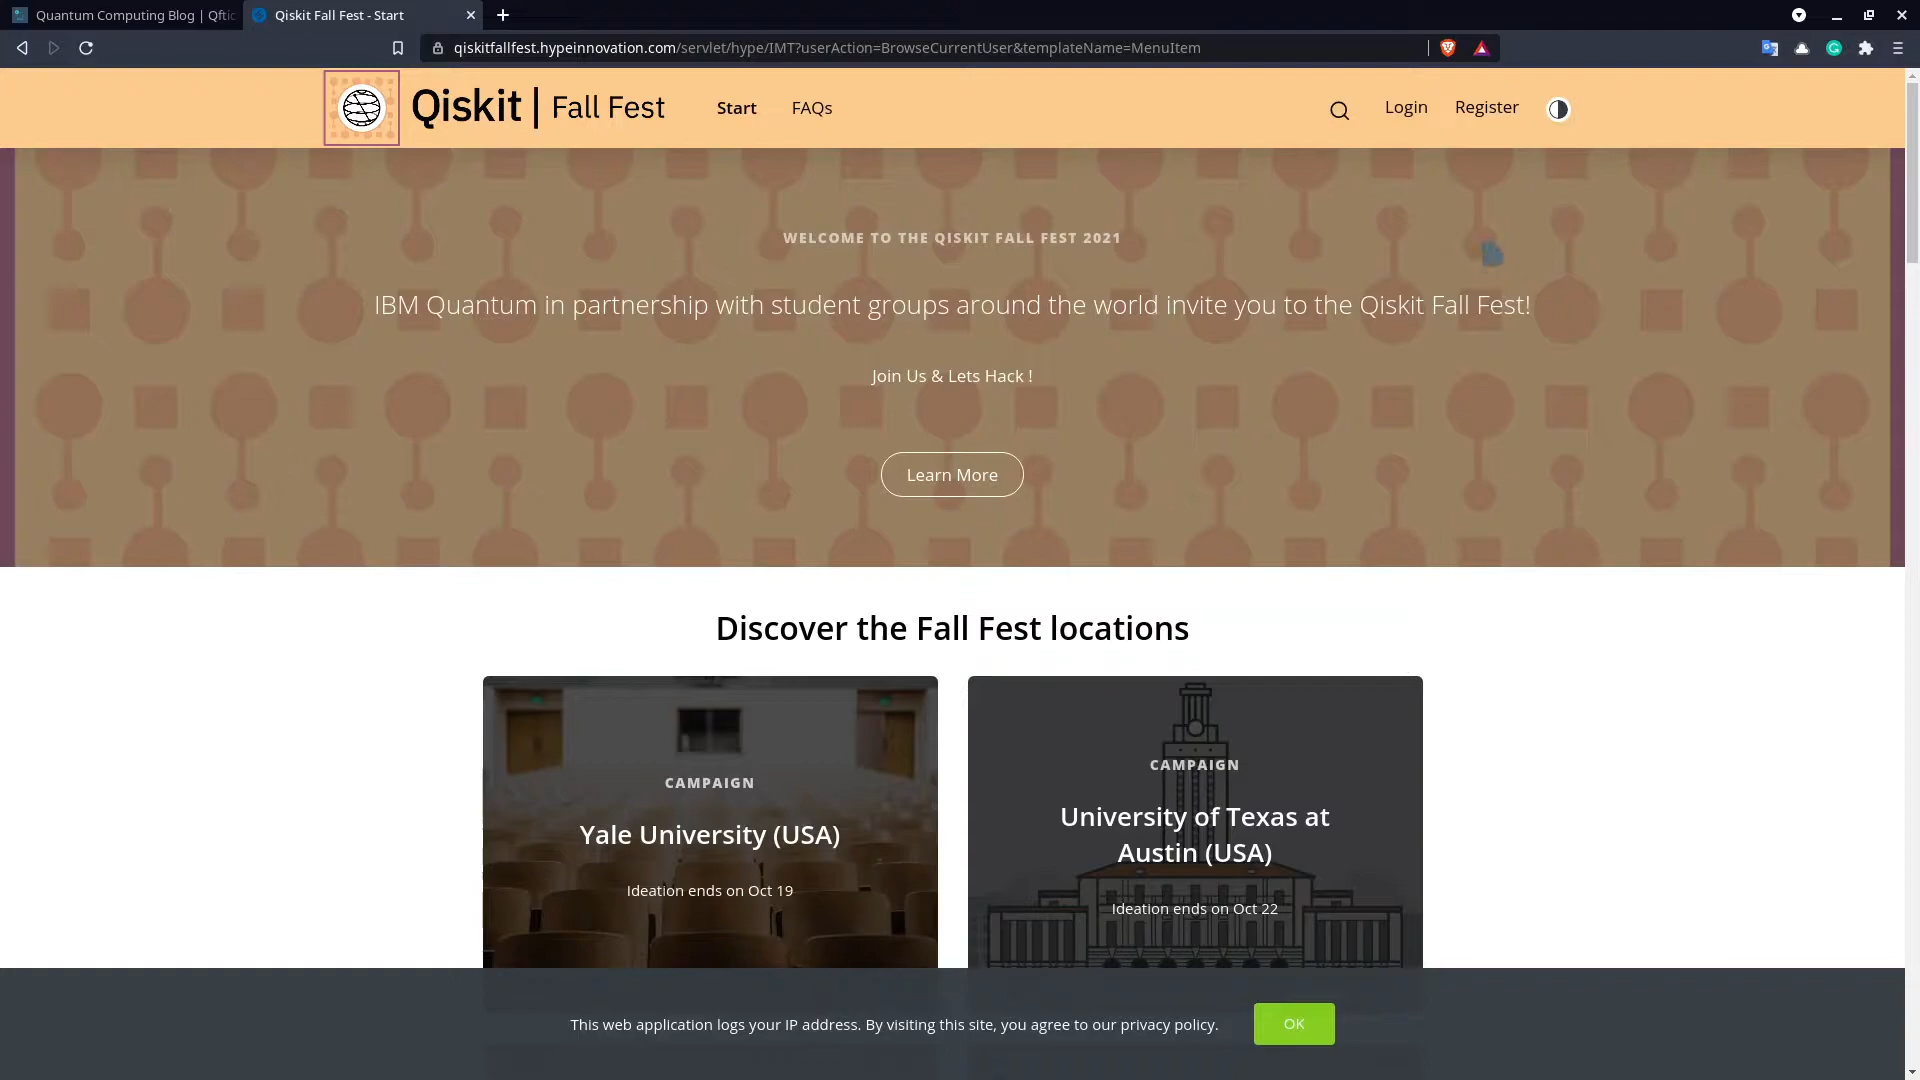 Quantum Computing Blog | Qftic
Qiskit Fall Fest - Start
qiskitfallfest.hypeinnovation.com/servlet/hype/IMT?userAction=BrowseCurrentUser&templateName=MenuItem
Qiskit | Fall Fest
Start
FAQs
Login
Register
WELCOME TO THE QISKIT FALL FEST 2021
IBM Quantum in partnership with student groups around the world invite you to the Qiskit Fall Fest!
Join Us & Lets Hack !
Learn More
Discover the Fall Fest locations
CAMPAIGN
Yale University (USA)
Ideation ends on Oct 19
CAMPAIGN
University of Texas at
Austin (USA)
Ideation ends on Oct 22
This web application logs your IP address. By visiting this site, you agree to our privacy policy.
OK